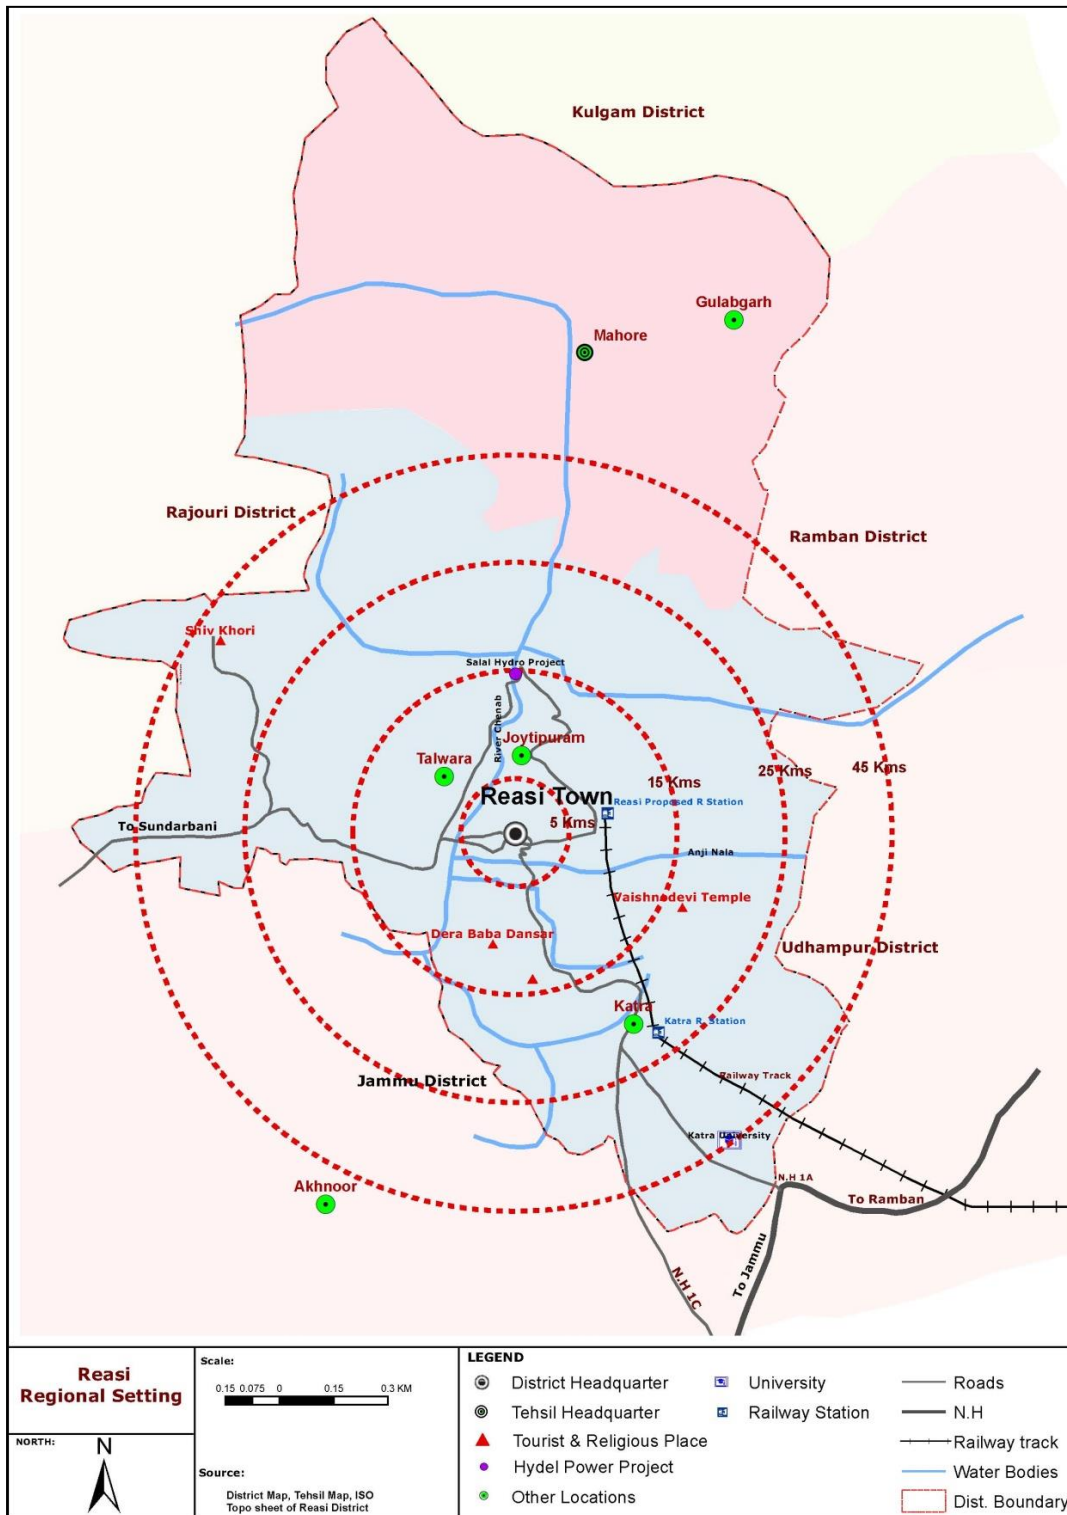 Kulgam District
Gulabgarh
Mahore
Rajouri District
Ramban District
Shiv Khori
Salal Hydro Project
River Chenab
Joytipuram
Talwara
45 Kms
25 Kms
15 Kms
Reasi Town
Reasi Proposed R Station
5 Kms
To Sundarbani
Anji Nala
Vaishnodevi Temple
Dera Baba Dansar
Udhampur District
Katra
Katra R. Station
Railway Track
Jammu District
Katra University
N.H 1A
Akhnoor
To Ramban
To Jammu
N.H 1C
Reasi
Regional Setting
NORTH:
N
Scale:
0.15 0.075 0 0.15 0.3 KM
Source:
District Map, Tehsil Map, ISO
Topo sheet of Reasi District
LEGEND
District Headquarter
Tehsil Headquarter
Tourist & Religious Place
Hydel Power Project
Other Locations
University
Railway Station
Roads
N.H
Railway track
Water Bodies
Dist. Boundary